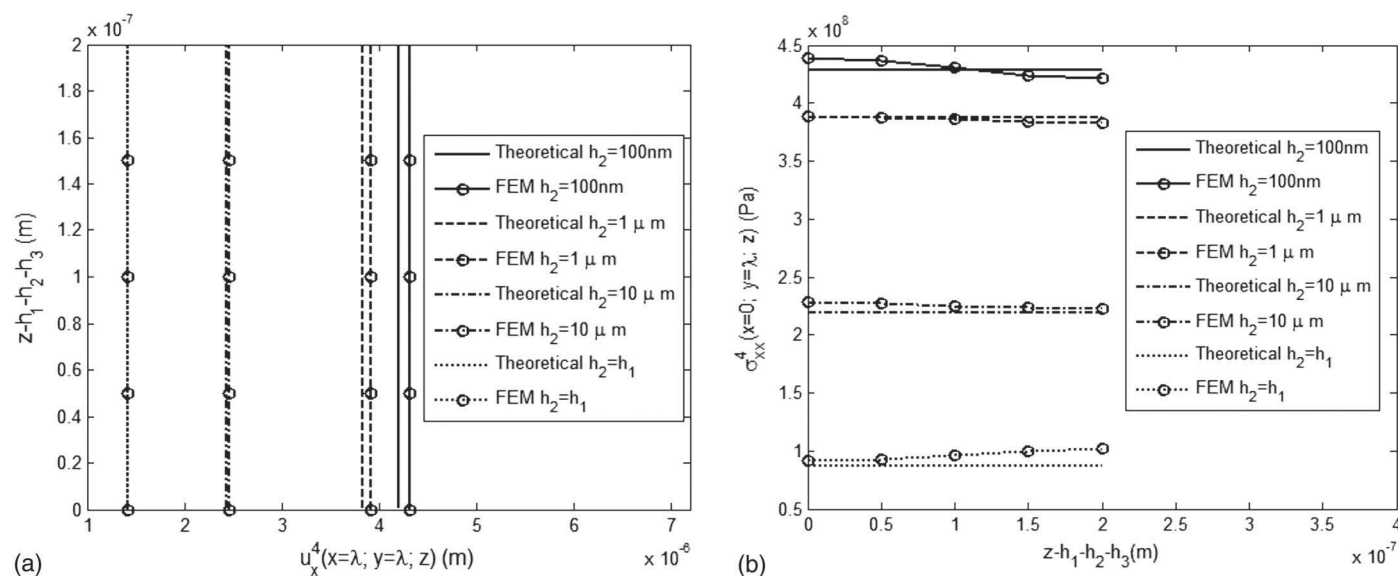 x 10⁻⁷
2
1.8
1.6
1.4
1.2
1
0.8
0.6
0.4
0.2
0
z-h₁-h₂-h₃ (m)
1
2
3
4
5
6
7
u⁴ₓ(x=λ; y=λ; z) (m)
x 10⁻⁶
Theoretical h₂=100nm
FEM h₂=100nm
Theoretical h₂=1 μ m
FEM h₂=1 μ m
Theoretical h₂=10 μ m
FEM h₂=10 μ m
Theoretical h₂=h₁
FEM h₂=h₁
(a)
x 10⁸
4.5
4
3.5
3
2.5
2
1.5
1
0.5
σ⁴ₓₓ(x=0; y=λ; z) (Pa)
0
0.5
1
1.5
2
2.5
3
3.5
4
z-h₁-h₂-h₃(m)
x 10⁻⁷
Theoretical h₂=100nm
FEM h₂=100nm
Theoretical h₂=1 μ m
FEM h₂=1 μ m
Theoretical h₂=10 μ m
FEM h₂=10 μ m
Theoretical h₂=h₁
FEM h₂=h₁
(b)